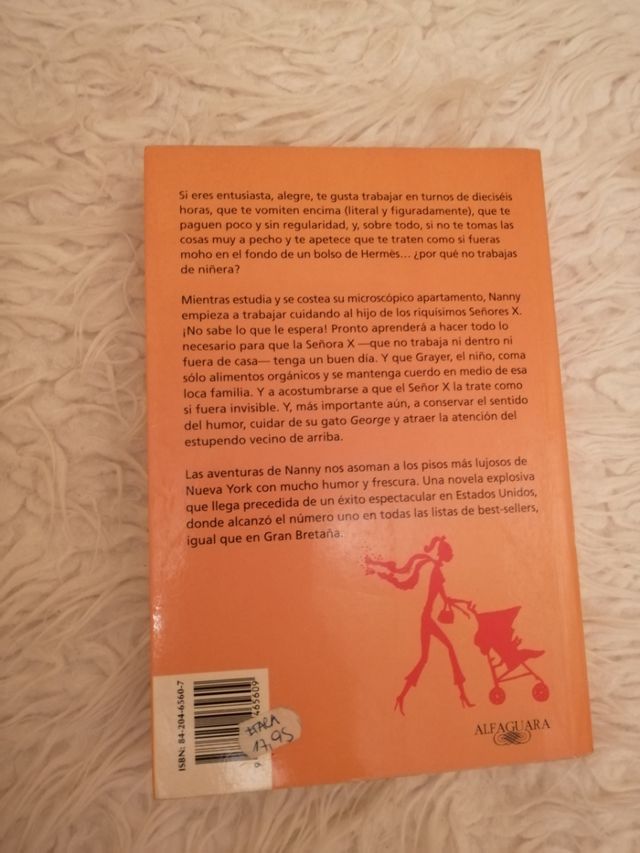 Si eres entusiasta, alegre, te gusta trabajar en turnos de dieciséis
horas, que te vomiten encima (literal y figuradamente), que te
paguen poco y sin regularidad, y, sobre todo, si no te tomas las
cosas muy a pecho y te apetece que te traten como si fueras
moho en el fondo de un bolso de Hermès... ¿por qué no trabajas
de niñera?
Mientras estudia y se costea su microscópico apartamento, Nanny
empieza a trabajar cuidando al hijo de los riquísimos Señores X.
¡No sabe lo que le espera! Pronto aprenderá a hacer todo lo
necesario para que la Señora X —que no trabaja ni dentro ni
fuera de casa— tenga un buen día. Y que Grayer, el niño, coma
sólo alimentos orgánicos y se mantenga cuerdo en medio de esa
loca familia. Y a acostumbrarse a que el Señor X la trate como
si fuera invisible. Y, más importante aún, a conservar el sentido
del humor, cuidar de su gato George y atraer la atención del
estupendo vecino de arriba.
Las aventuras de Nanny nos asoman a los pisos más lujosos de
Nueva York con mucho humor y frescura. Una novela explosiva
que llega precedida de un éxito espectacular en Estados Unidos,
donde alcanzó el número uno en todas las listas de best-sellers,
igual que en Gran Bretaña.
ALFAGUARA
ISBN: 84-204-6560-7
9
465609
17,95